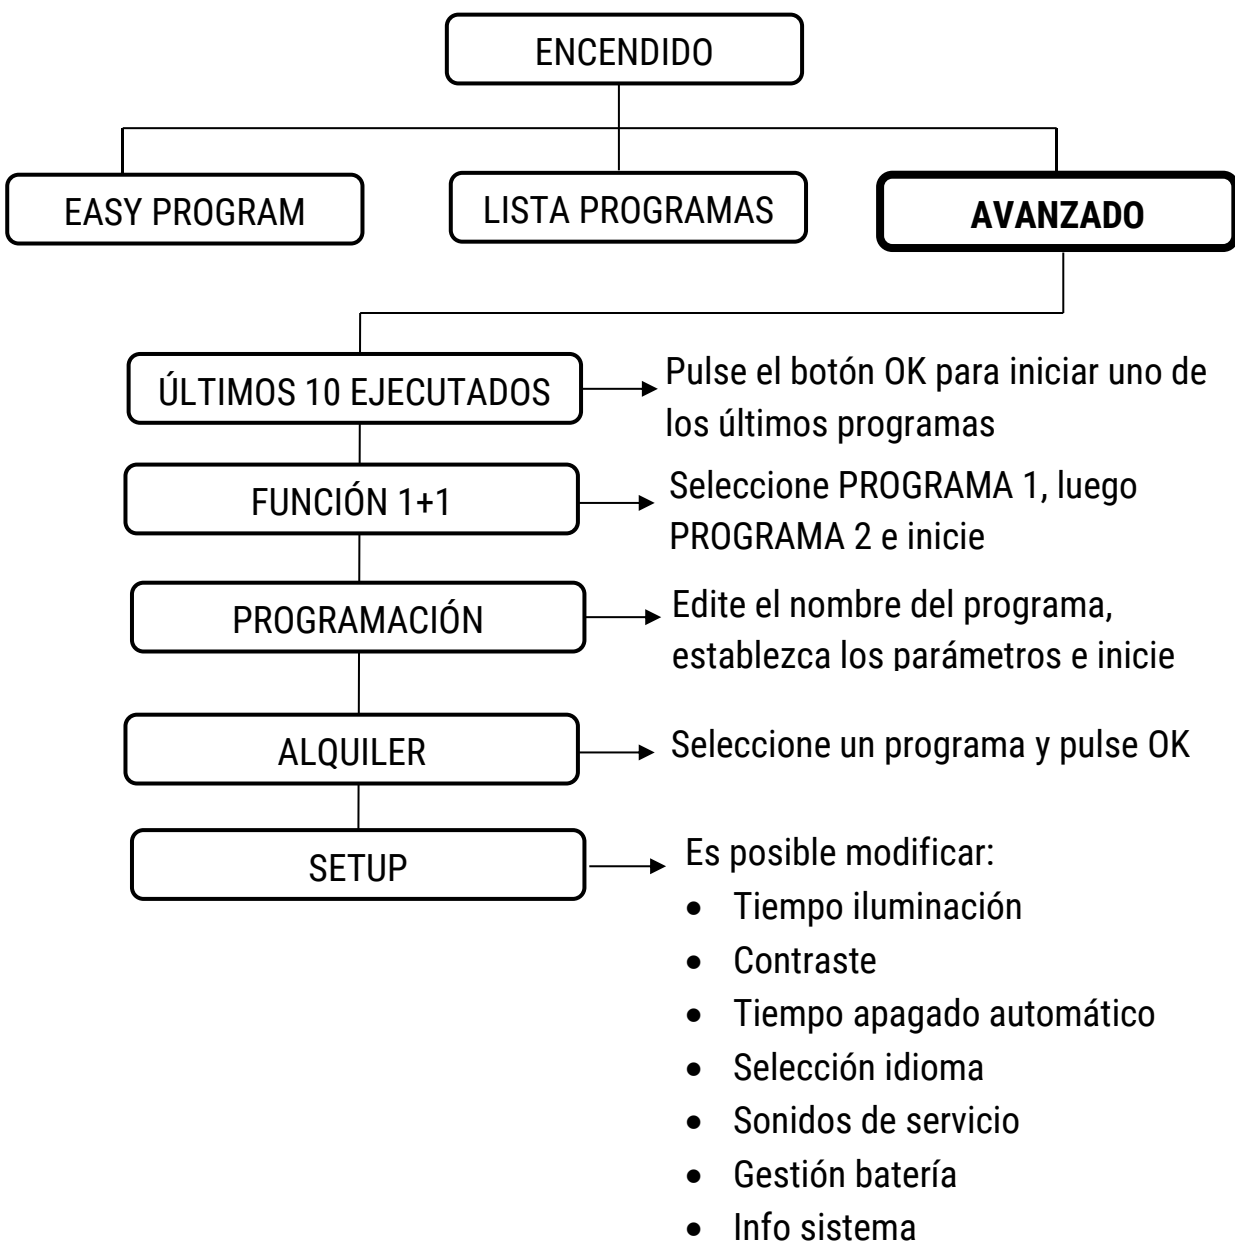 ENCENDIDO
EASY PROGRAM
LISTA PROGRAMAS
AVANZADO
ÚLTIMOS 10 EJECUTADOS
Pulse el botón OK para iniciar uno de
los últimos programas
FUNCIÓN 1+1
Seleccione PROGRAMA 1, luego
PROGRAMA 2 e inicie
PROGRAMACIÓN
Edite el nombre del programa,
establezca los parámetros e inicie
ALQUILER
Seleccione un programa y pulse OK
SETUP
Es posible modificar:
• Tiempo iluminación
• Contraste
• Tiempo apagado automático
• Selección idioma
• Sonidos de servicio
• Gestión batería
• Info sistema